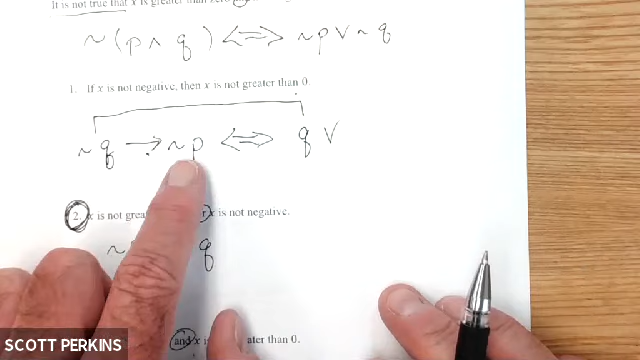 It is not true that x is greater than zero
~(p ∧ q) <=> ~p ∨ ~q
1. If x is not negative, then x is not greater than 0.
~q → ~p <=> q ∨
2. x is not x is not negative.
~ q
and x ater than 0.
SCOTT PERKINS